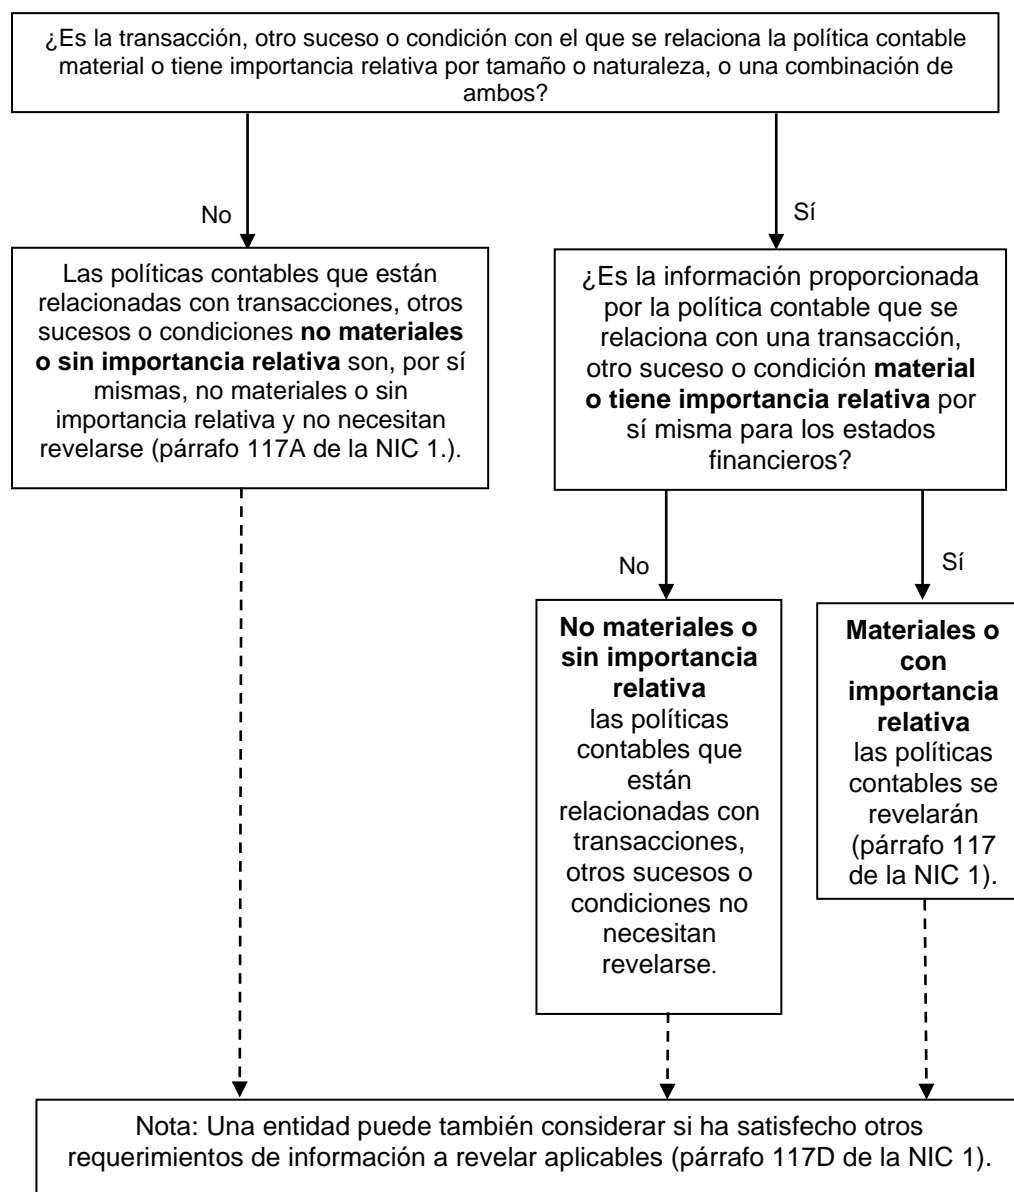 ¿Es la transacción, otro suceso o condición con el que se relaciona la política contable
material o tiene importancia relativa por tamaño o naturaleza, o una combinación de
ambos?
No
Sí
Las políticas contables que están
relacionadas con transacciones, otros
sucesos o condiciones no materiales
o sin importancia relativa son, por sí
mismas, no materiales o sin
importancia relativa y no necesitan
revelarse (párrafo 117A de la NIC 1.).
¿Es la información proporcionada
por la política contable que se
relaciona con una transacción,
otro suceso o condición material
o tiene importancia relativa por
sí misma para los estados
financieros?
No
Sí
No materiales o
sin importancia
relativa
las políticas
contables que
están
relacionadas con
transacciones,
otros sucesos o
condiciones no
necesitan
revelarse.
Materiales o
con
importancia
relativa
las políticas
contables se
revelarán
(párrafo 117
de la NIC 1).
Nota: Una entidad puede también considerar si ha satisfecho otros
requerimientos de información a revelar aplicables (párrafo 117D de la NIC 1).